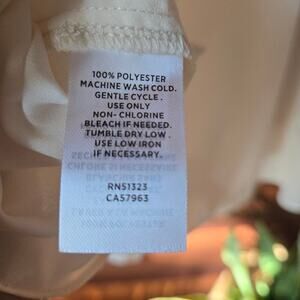 100% POLYESTER
MACHINE WASH COLD.
GENTLE CYCLE .
USE ONLY
NON- CHLORINE
BLEACH IF NEEDED.
TUMBLE DRY LOW .
USE LOW IRON
IF NECESSARY.
RN51323
CA57963